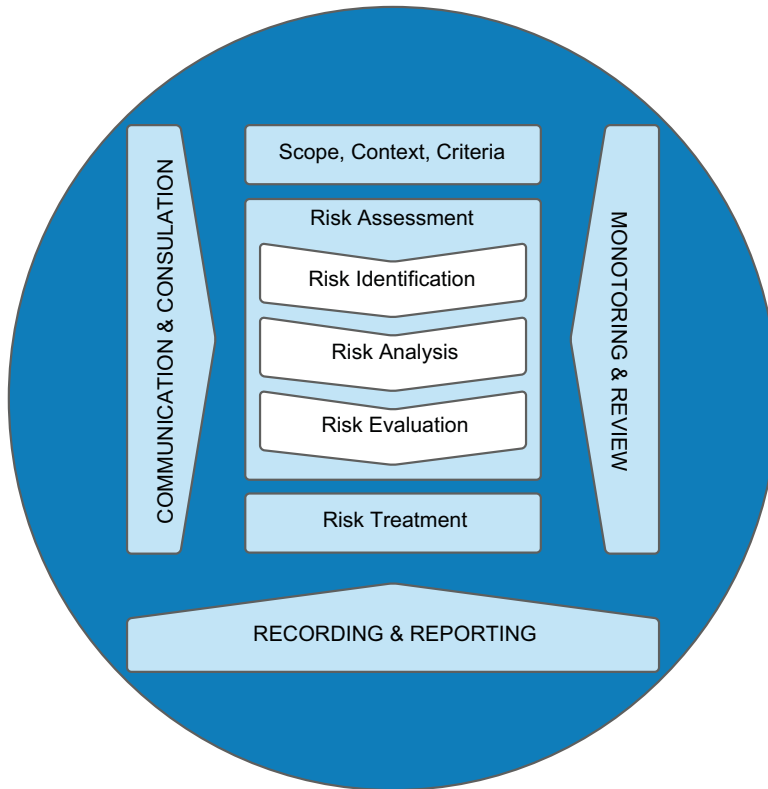 Scope, Context, Criteria
Risk Assessment
Risk Identification
Risk Analysis
Risk Evaluation
Risk Treatment
COMMUNICATION & CONSULATION
MONOTORING & REVIEW
RECORDING & REPORTING